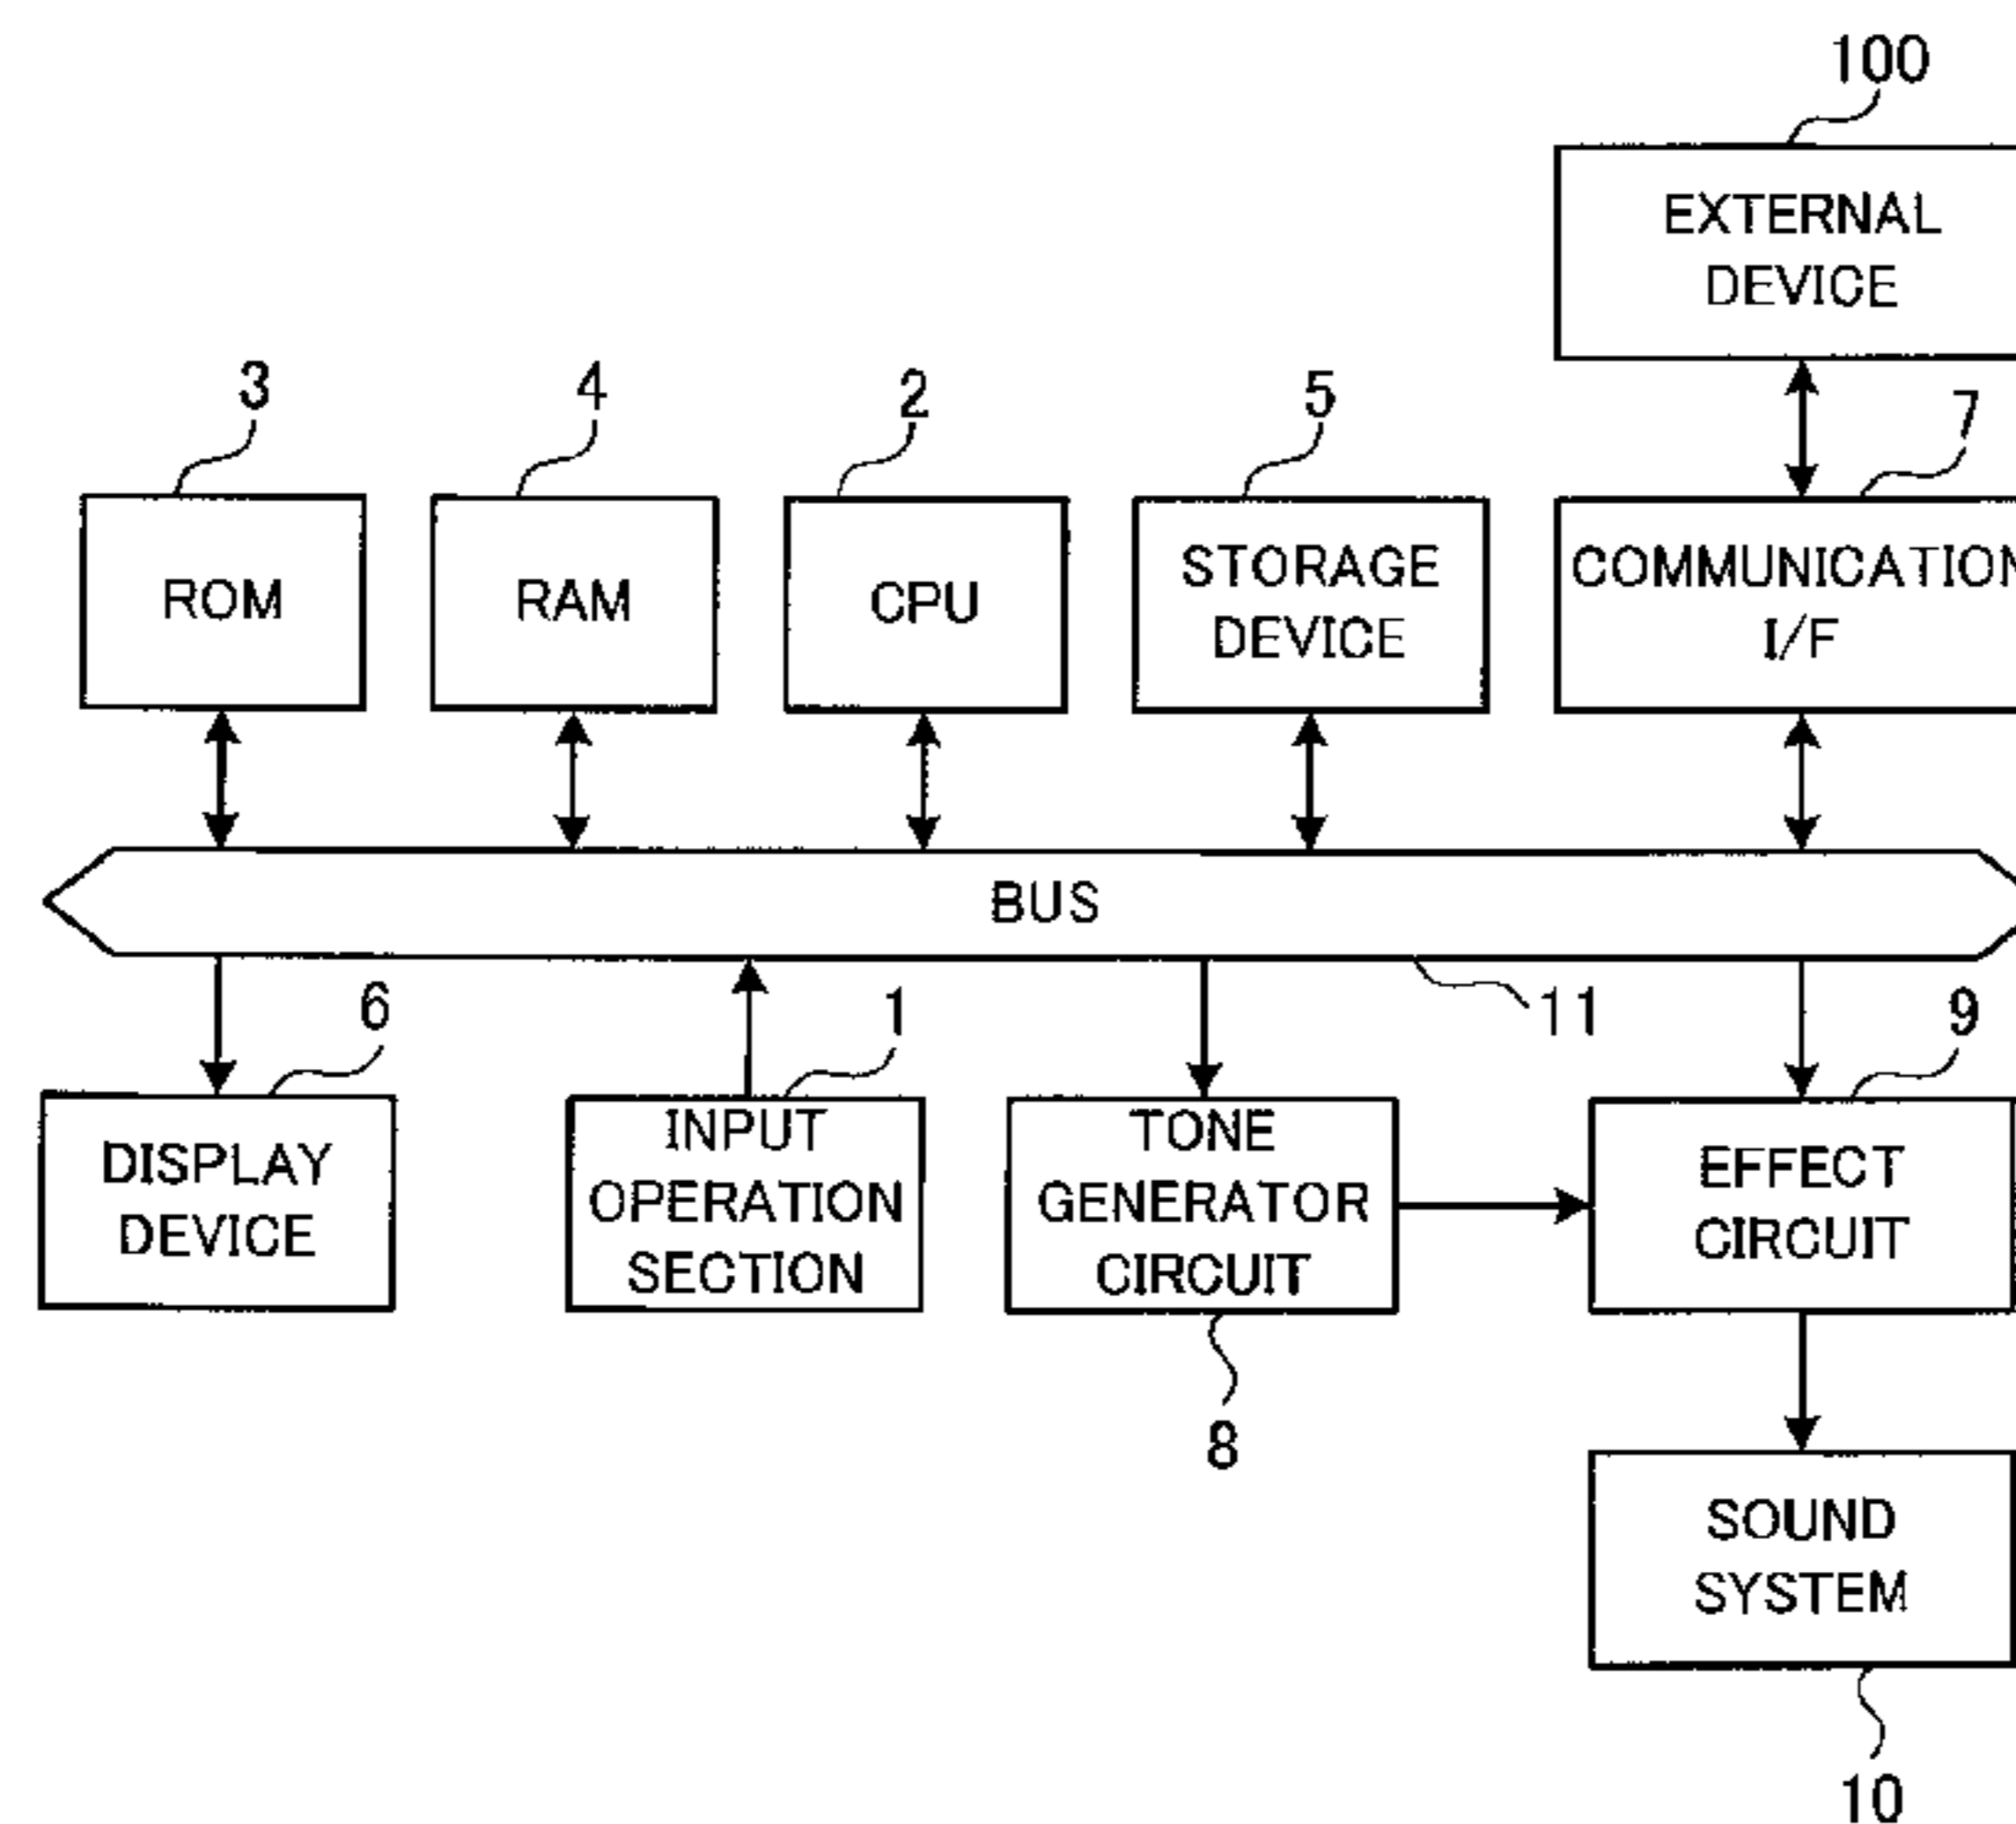 100
EXTERNAL
DEVICE
3
4
2
5
7
ROM
RAM
CPU
STORAGE
DEVICE
COMMUNICATION
I/F
BUS
6
1
11
9
DISPLAY
DEVICE
INPUT
OPERATION
SECTION
TONE
GENERATOR
CIRCUIT
EFFECT
CIRCUIT
8
SOUND
SYSTEM
10